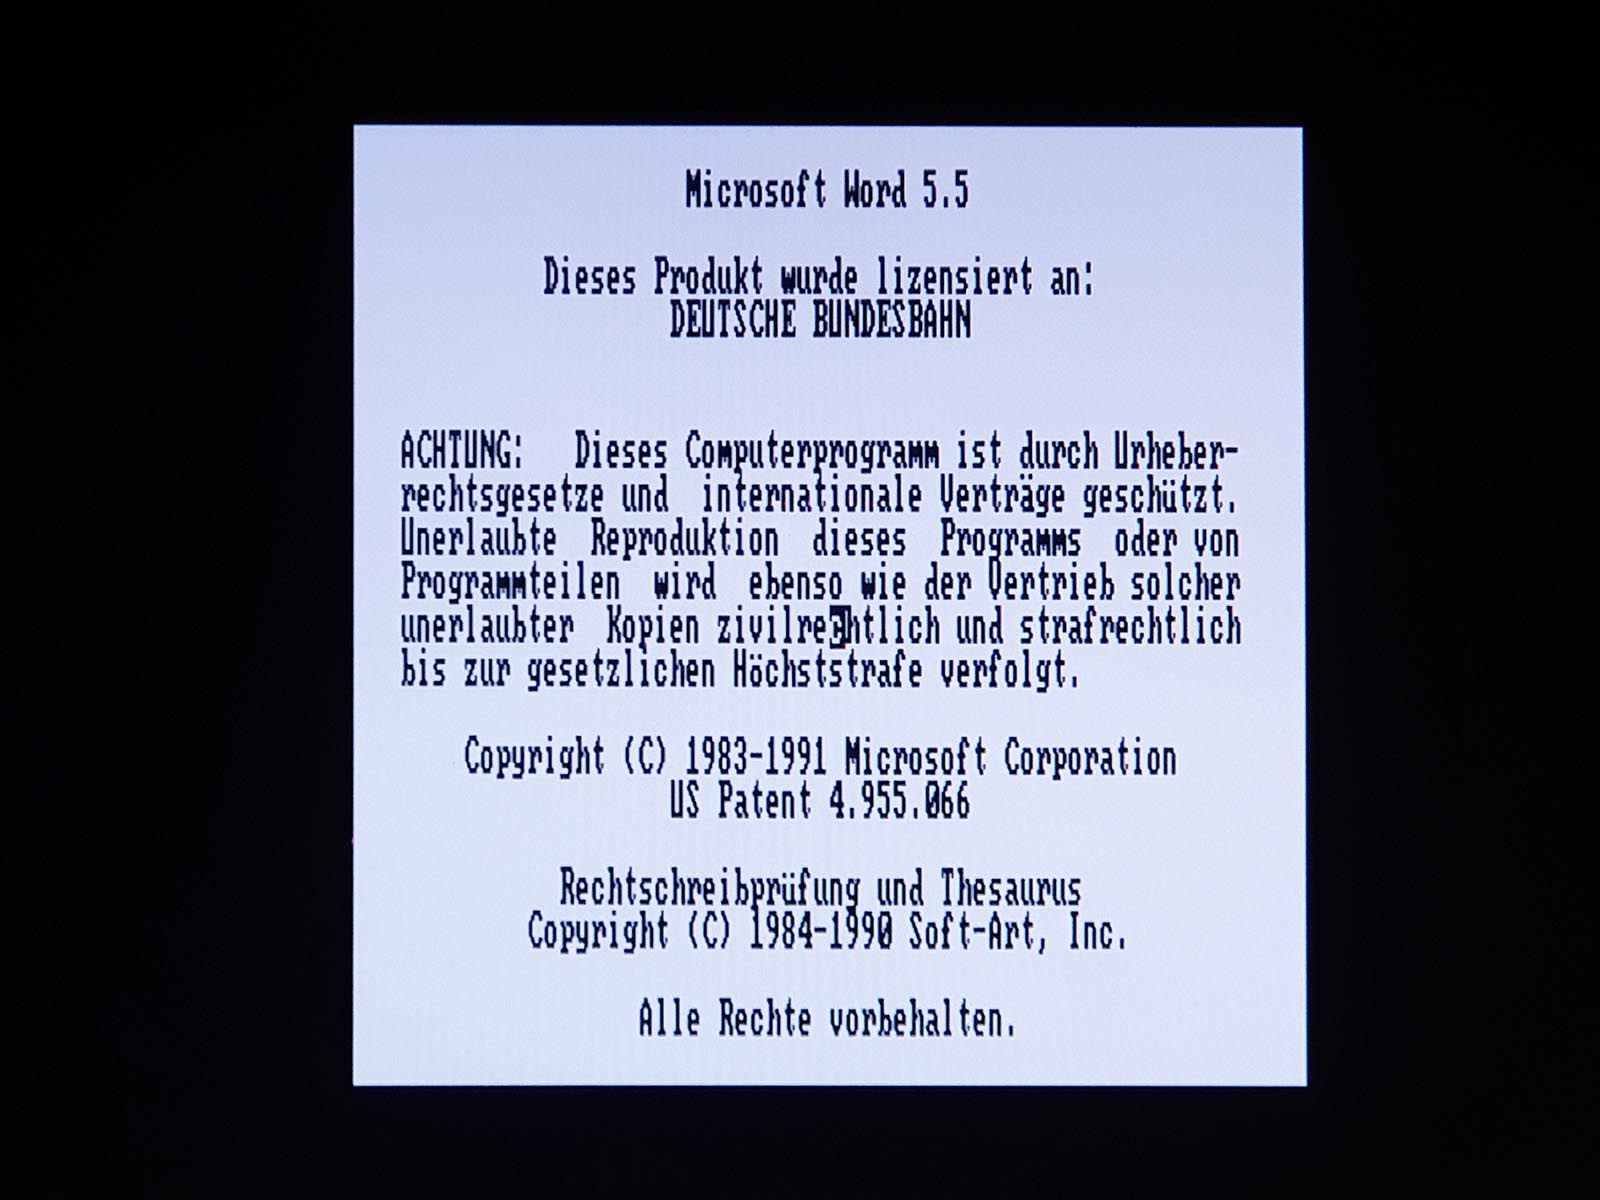 Microsoft Word 5.5
Dieses Produkt wurde lizensiert an:
DEUTSCHE BUNDESBAHN
ACHTUNG: Dieses Computerprogramm ist durch Urheber-
rechtsgesetze und internationale Verträge geschützt.
Unerlaubte Reproduktion dieses Programms oder von
Programmteilen wird ebenso wie der Vertrieb solcher
unerlaubter Kopien zivilrechtlich und strafrechtlich
bis zur gesetzlichen Höchststrafe verfolgt.
Copyright (C) 1983-1991 Microsoft Corporation
US Patent 4.955.066
Rechtschreibprüfung und Thesaurus
Copyright (C) 1984-1990 Soft-Art, Inc.
Alle Rechte vorbehalten.